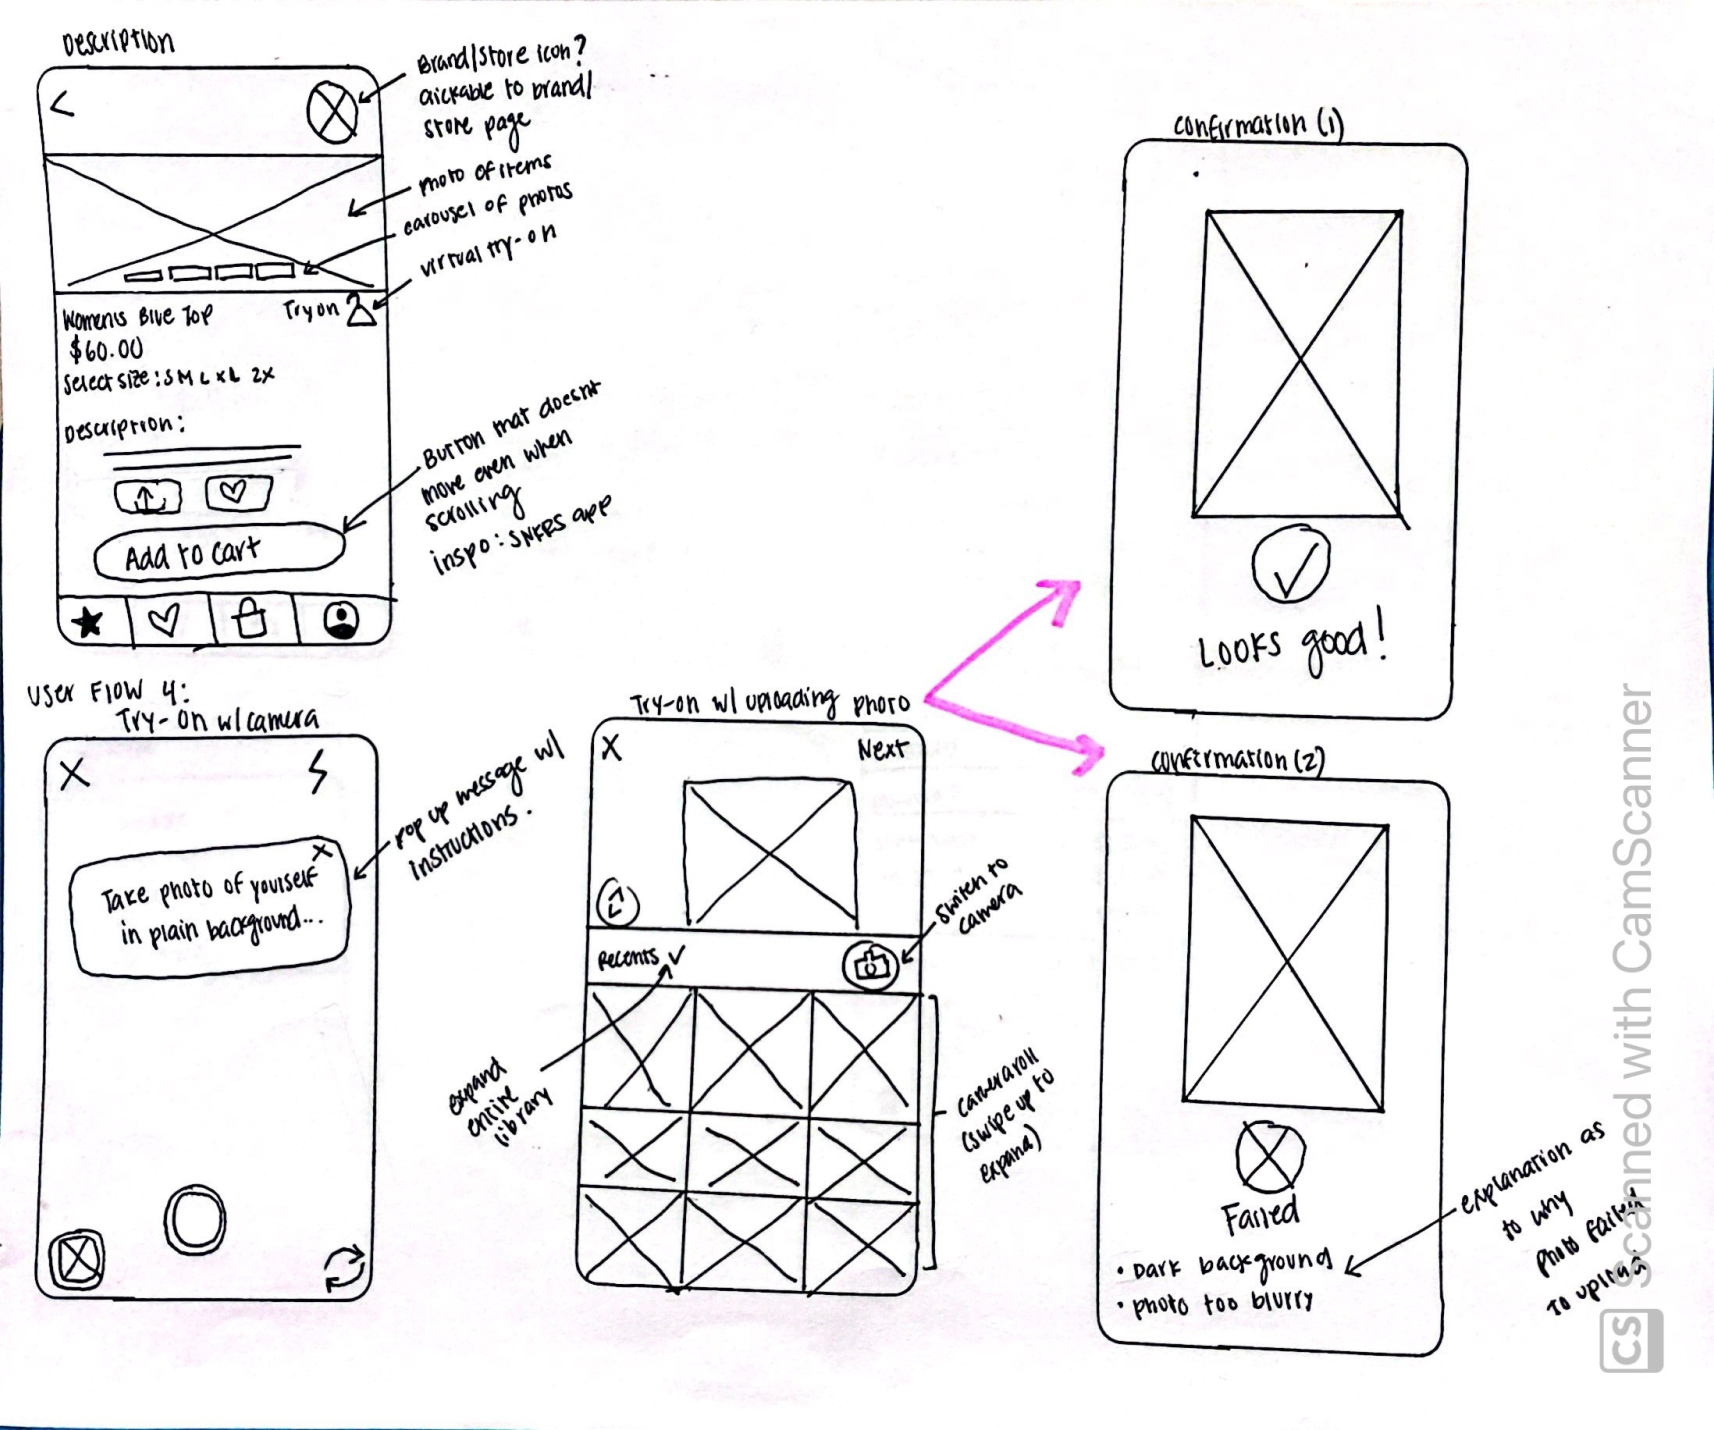 Description
Brand/Store icon?
clickable to brand/
store page
photo of items
carousel of photos
virtual try-on
Womens Blue Top
Try on
$60.00
Select size: S M L XL 2X
Description:
Add to cart
Button that doesnt
move even when
scrolling
inspo: SNKRS app
User Flow 4:
Try-on w/camera
X
Take photo of yourself
in plain background...
pop up message w/
instructions.
Try-on w/ uploading photo
X
Next
Recents
switch to
camera
expand
entire
library
camera roll
(swipe up to
expand)
confirmation (1)
Looks good!
confirmation (2)
Failed
• Dark background
• photo too blurry
explanation as
to why
photo failed
to upload
Scanned with CamScanner
CS